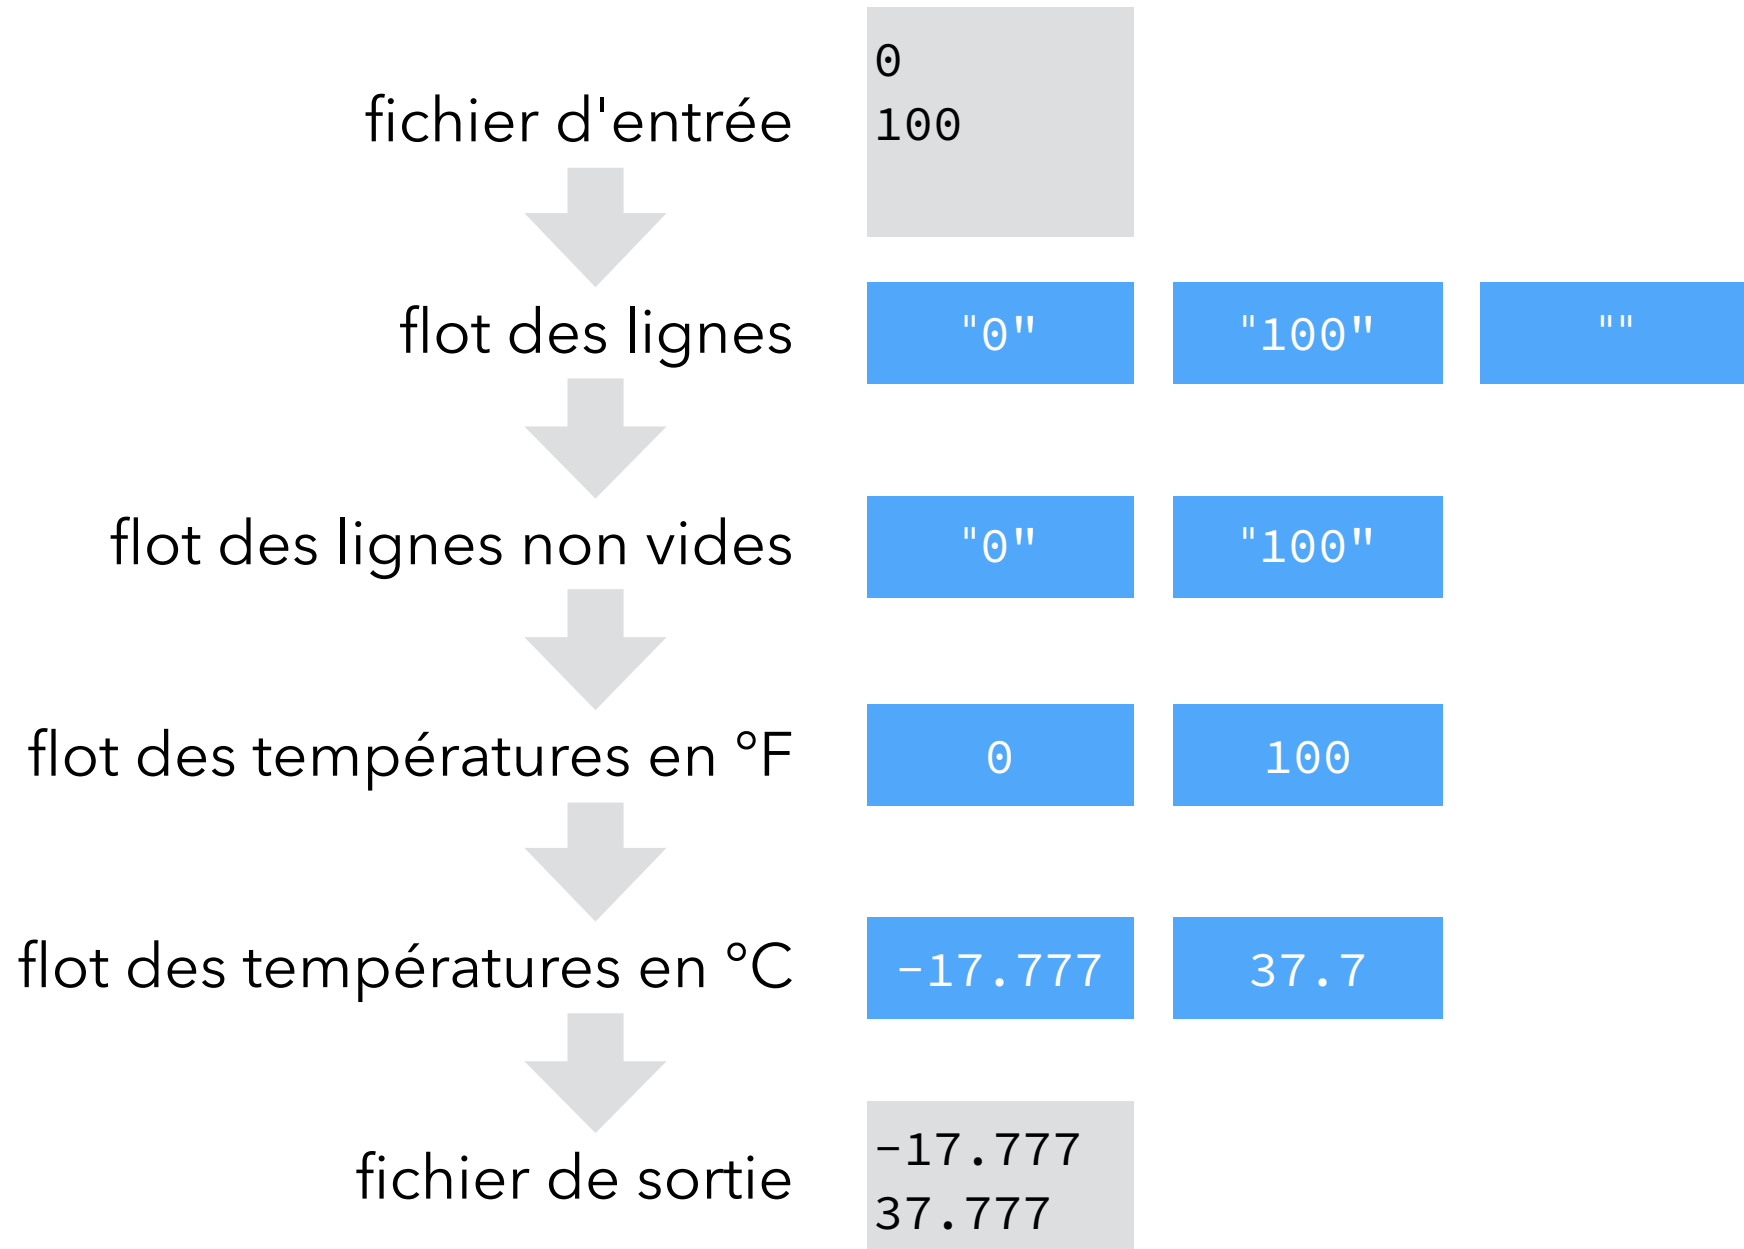 0
fichier d'entrée
100
flot des lignes "0" "100" ""
flot des lignes non vides "0" "100"
flot des températures en °F 0 100
flot des températures en °C -17.777 37.7
-17.777
fichier de sortie
37.777